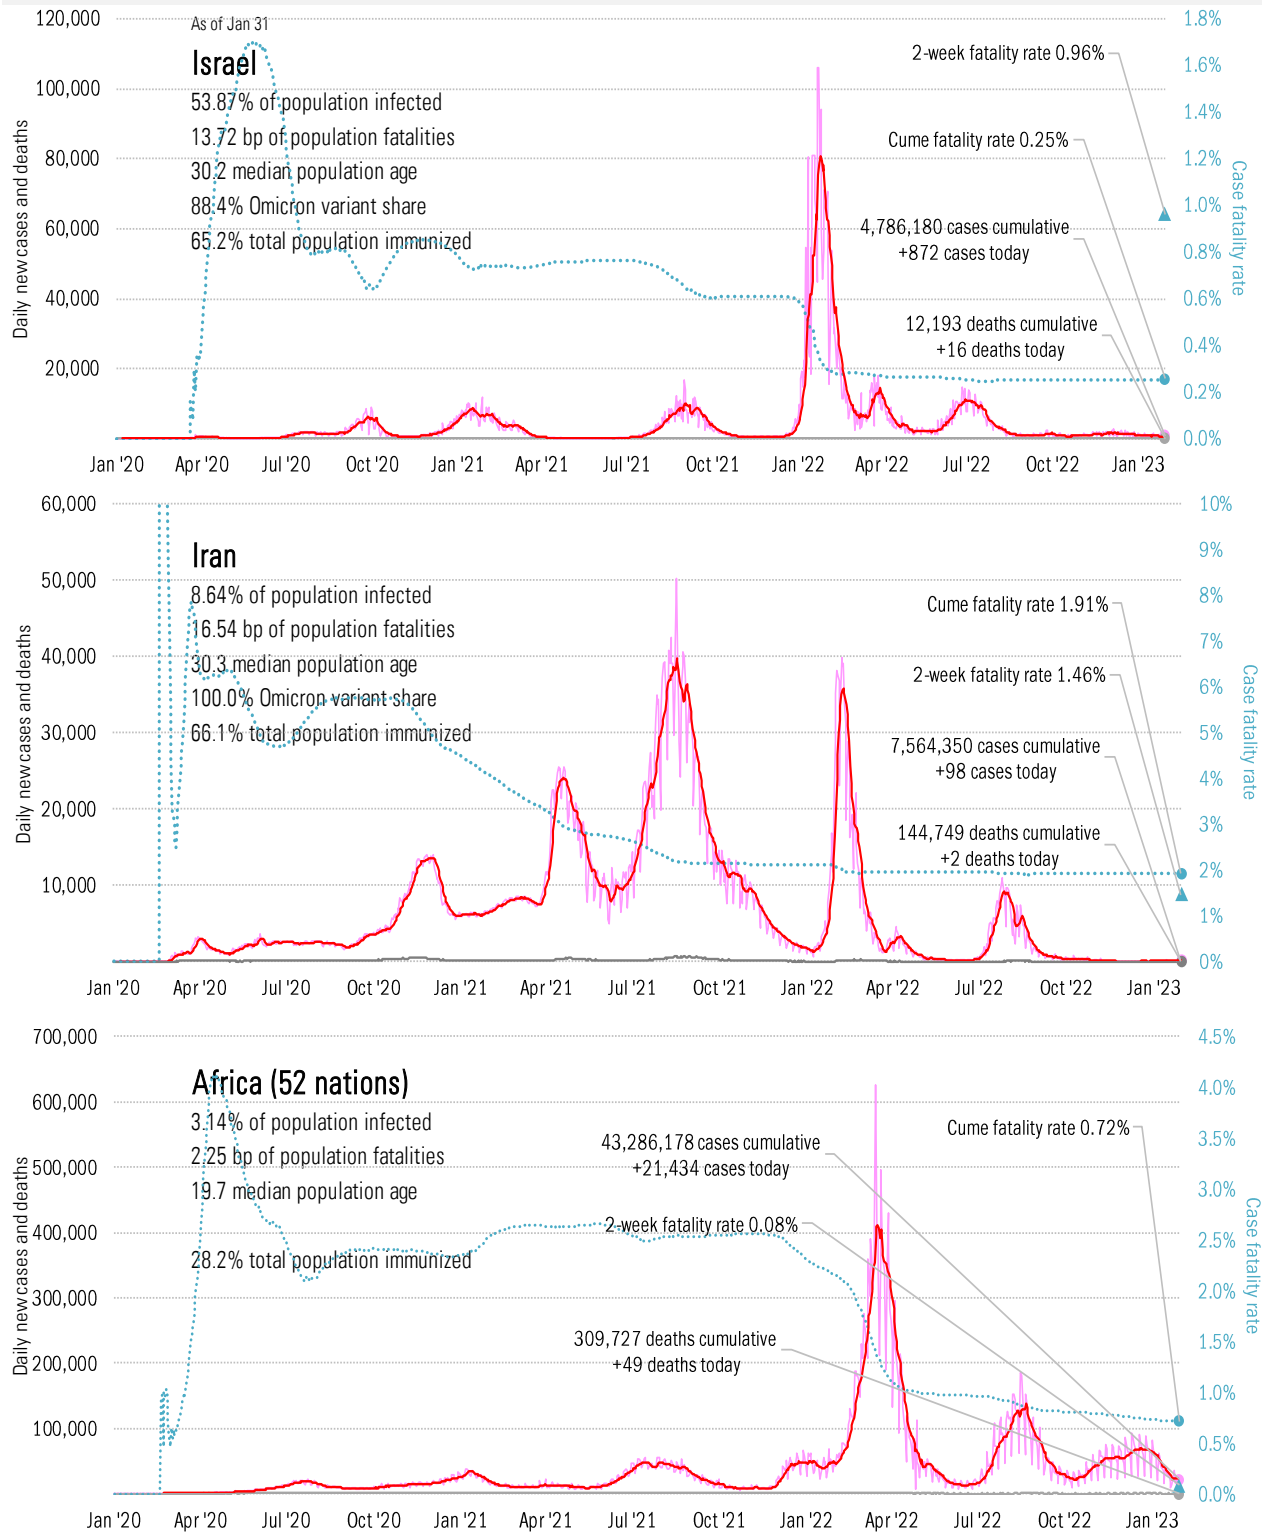 As of Jan 31
Israel
53.87% of population infected
13.72 bp of population fatalities
30.2 median population age
88.4% Omicron variant share
65.2% total population immunized
2-week fatality rate 0.96%
Cume fatality rate 0.25%
4,786,180 cases cumulative
+872 cases today
12,193 deaths cumulative
+16 deaths today
Daily new cases and deaths
120,000
100,000
80,000
60,000
40,000
20,000
1.8%
1.6%
1.4%
1.2%
1.0%
0.8%
0.6%
0.4%
0.2%
0.0%
Case fatality rate
Jan '20 Apr '20 Jul '20 Oct '20 Jan '21 Apr '21 Jul '21 Oct '21 Jan '22 Apr '22 Jul '22 Oct '22 Jan '23
Iran
8.64% of population infected
16.54 bp of population fatalities
30.3 median population age
100.0% Omicron variant share
66.1% total population immunized
Cume fatality rate 1.91%
2-week fatality rate 1.46%
7,564,350 cases cumulative
+98 cases today
144,749 deaths cumulative
+2 deaths today
Daily new cases and deaths
60,000
50,000
40,000
30,000
20,000
10,000
10%
9%
8%
7%
6%
5%
4%
3%
2%
1%
0%
Case fatality rate
Jan '20 Apr '20 Jul '20 Oct '20 Jan '21 Apr '21 Jul '21 Oct '21 Jan '22 Apr '22 Jul '22 Oct '22 Jan '23
Africa (52 nations)
3.14% of population infected
2.25 bp of population fatalities
19.7 median population age
28.2% total population immunized
43,286,178 cases cumulative
+21,434 cases today
Cume fatality rate 0.72%
2-week fatality rate 0.08%
309,727 deaths cumulative
+49 deaths today
Daily new cases and deaths
700,000
600,000
500,000
400,000
300,000
200,000
100,000
4.5%
4.0%
3.5%
3.0%
2.5%
2.0%
1.5%
1.0%
0.5%
0.0%
Case fatality rate
Jan '20 Apr '20 Jul '20 Oct '20 Jan '21 Apr '21 Jul '21 Oct '21 Jan '22 Apr '22 Jul '22 Oct '22 Jan '23